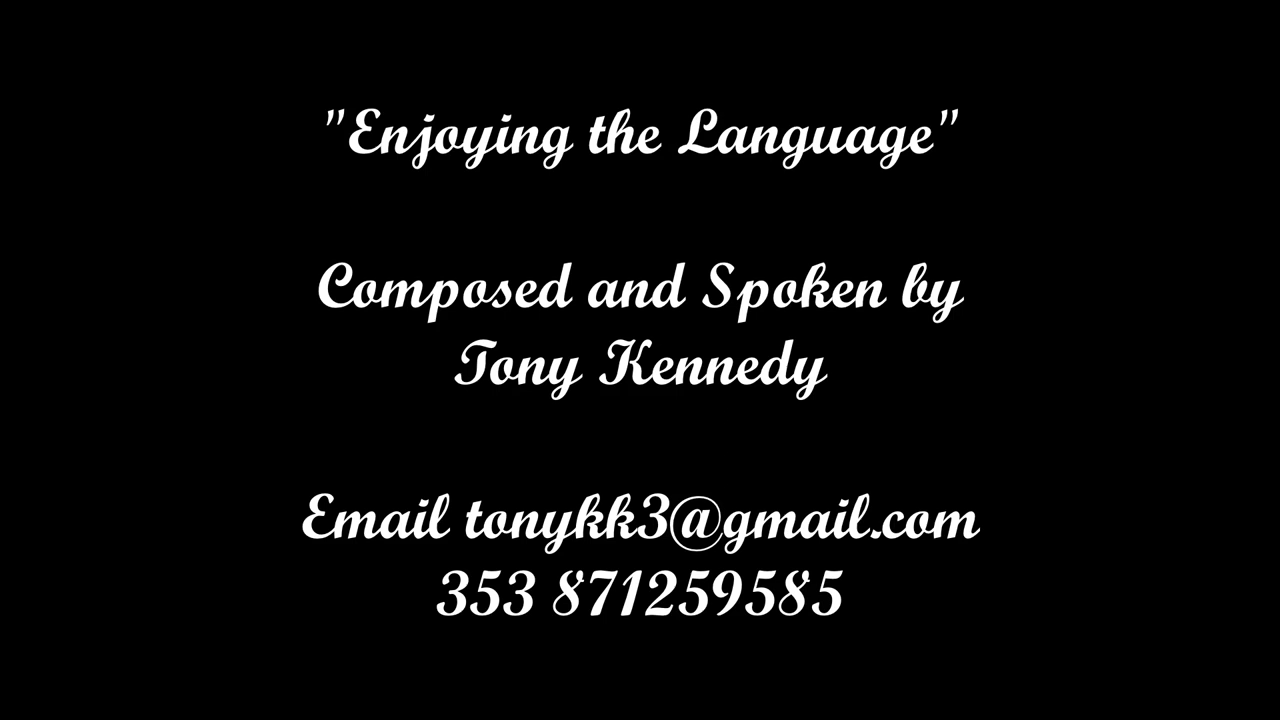 "Enjoying the Language"
Composed and Spoken by
Tony Kennedy
Email tonykk3@gmail.com
353 871259585